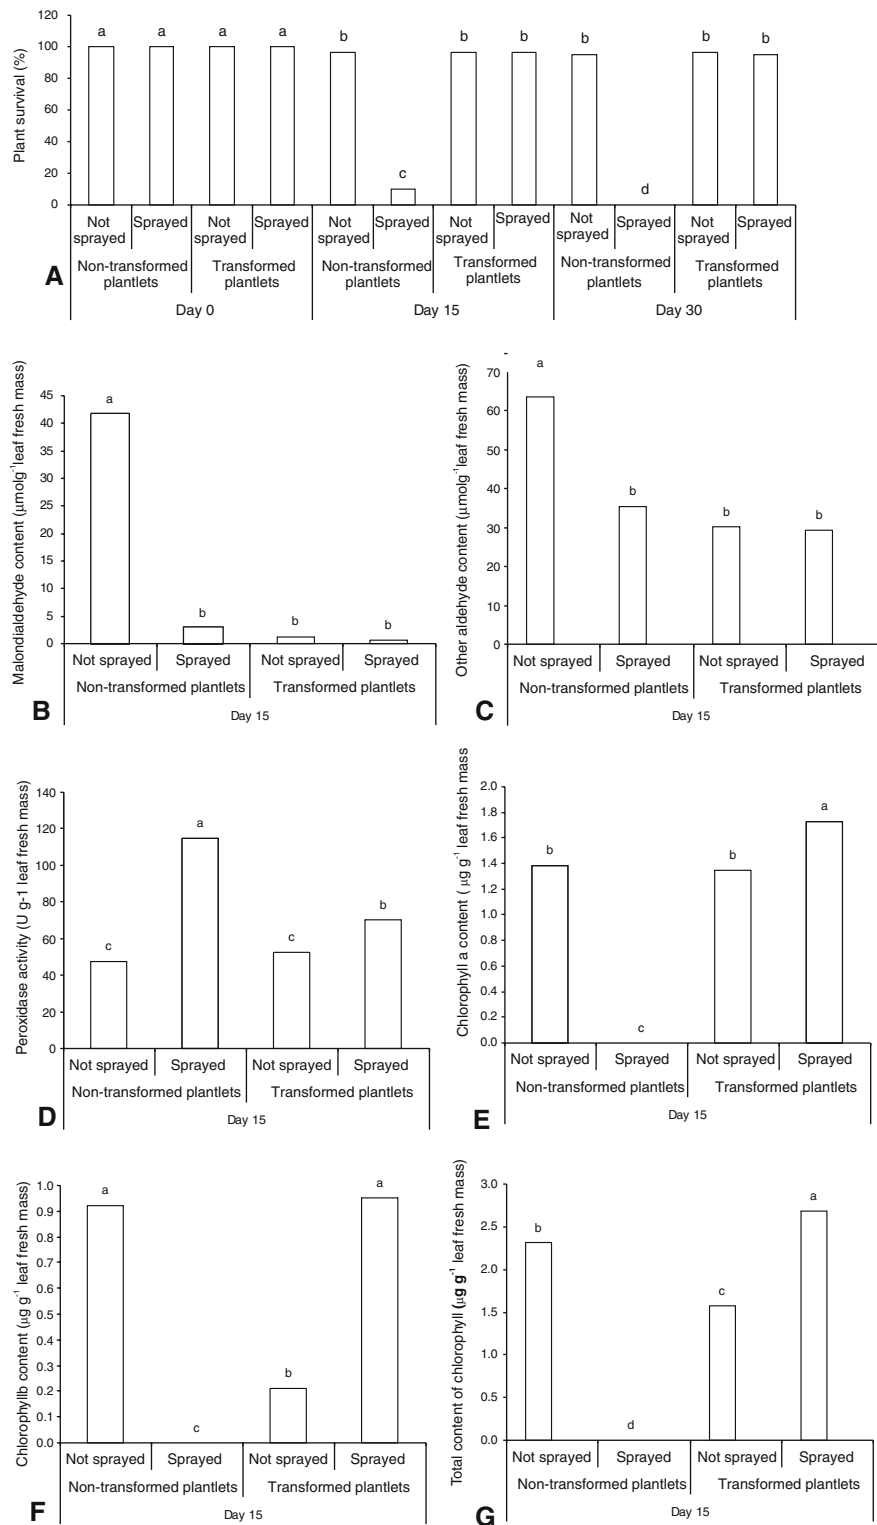 Plant survival (%)
120
100
80
60
40
20
0
a a a a b c b b b d b b
Not sprayed Sprayed Not sprayed Sprayed Not sprayed Sprayed Not sprayed Sprayed Not sprayed Sprayed Not sprayed Sprayed
Non-transformed plantlets Transformed plantlets Non-transformed plantlets Transformed plantlets Non-transformed plantlets Transformed plantlets
Day 0 Day 15 Day 30
A
Malondialdehyde content (μmolg⁻¹leaf fresh mass)
45
40
35
30
25
20
15
10
5
0
a b b b
Not sprayed Sprayed Not sprayed Sprayed
Non-transformed plantlets Transformed plantlets
Day 15
B
Other aldehyde content (μmolg⁻¹leaf fresh mass)
70
60
50
40
30
20
10
0
a b b b
Not sprayed Sprayed Not sprayed Sprayed
Non-transformed plantlets Transformed plantlets
Day 15
C
Peroxidase activity (U g-1 leaf fresh mass)
140
120
100
80
60
40
20
0
c a c b
Not sprayed Sprayed Not sprayed Sprayed
Non-transformed plantlets Transformed plantlets
Day 15
D
Chlorophyll a content ( μg g⁻¹ leaf fresh mass
2.0
1.8
1.6
1.4
1.2
1.0
0.8
0.6
0.4
0.2
0.0
b c b a
Not sprayed Sprayed Not sprayed Sprayed
Non-transformed plantlets Transformed plantlets
Day 15
E
Chlorophyllb content (μg g⁻¹ leaf fresh mass)
1.0
0.9
0.8
0.7
0.6
0.5
0.4
0.3
0.2
0.1
0.0
a c b a
Not sprayed Sprayed Not sprayed Sprayed
Non-transformed plantlets Transformed plantlets
Day 15
F
Total content of chlorophyll (μg g⁻¹ leaf fresh mass)
3.0
2.5
2.0
1.5
1.0
0.5
0.0
b d c a
Not sprayed Sprayed Not sprayed Sprayed
Non-transformed plantlets Transformed plantlets
Day 15
G